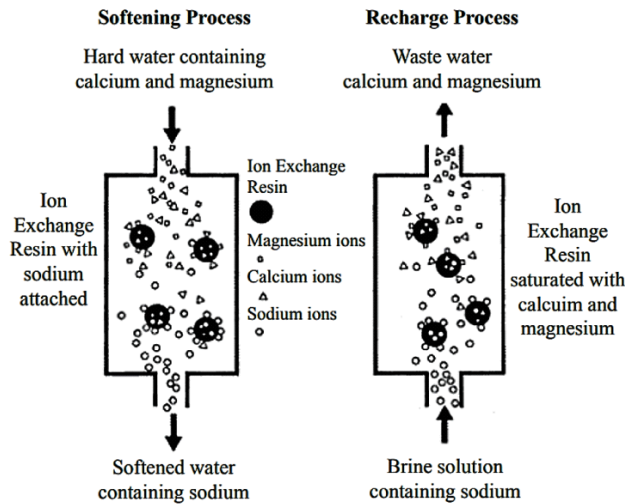 Softening Process
Hard water containing
calcium and magnesium
Ion
Exchange
Resin with
sodium
attached
Ion Exchange
Resin
Magnesium ions
Calcium ions
Sodium ions
Softened water
containing sodium
Recharge Process
Waste water
calcium and magnesium
Ion
Exchange
Resin
saturated with
calcuim and
magnesium
Brine solution
containing sodium